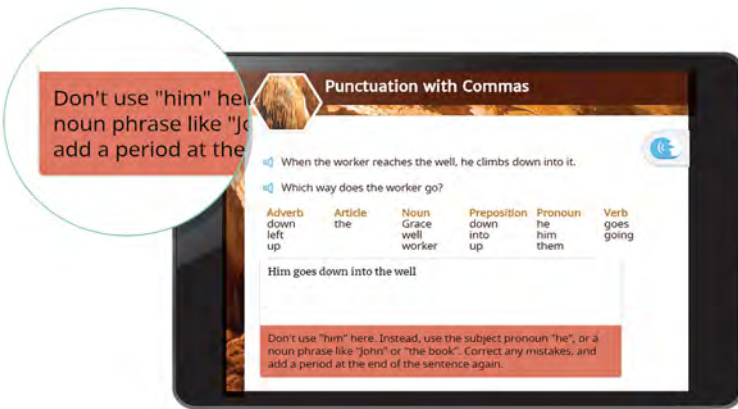 Don't use "him" he
noun phrase like "Jo
add a period at the
Punctuation with Commas
When the worker reaches the well, he climbs down into it.
Which way does the worker go?
Adverb Article Noun Preposition Pronoun Verb
down the Grace down he goes
left well into him going
up worker up them
Him goes down into the well
Don't use "him" here. Instead, use the subject pronoun "he", or a
noun phrase like "John" or "the book". Correct any mistakes, and
add a period at the end of the sentence again.